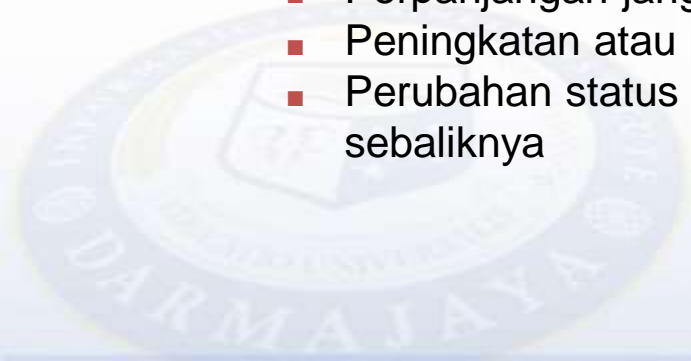 Perpanjangan
Peningkatan atau
Perubahan status
sebaliknya
DARMAJAYA